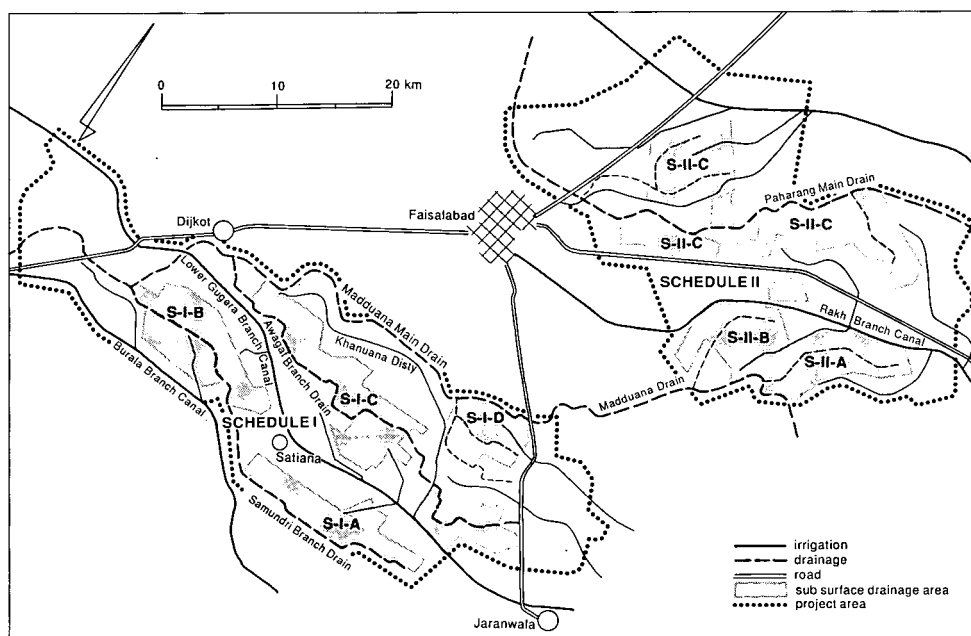 0 10 20 km
S-II-C
Paharang Main Drain
Faisalabad
Dijkot
S-II-C
S-II-C
SCHEDULE II
Lower Gugera Branch Canal
Madduana Main Drain
S-I-B
Awagat Branch Drain
Khanuana Disty
Rakh Branch Canal
S-II-B
S-II-A
Burala Branch Canal
Madduana Drain
S-I-C
S-I-D
SCHEDULE I
Satiana
S-I-A
Samundri Branch Drain
irrigation
drainage
road
sub surface drainage area
project area
Jaranwala